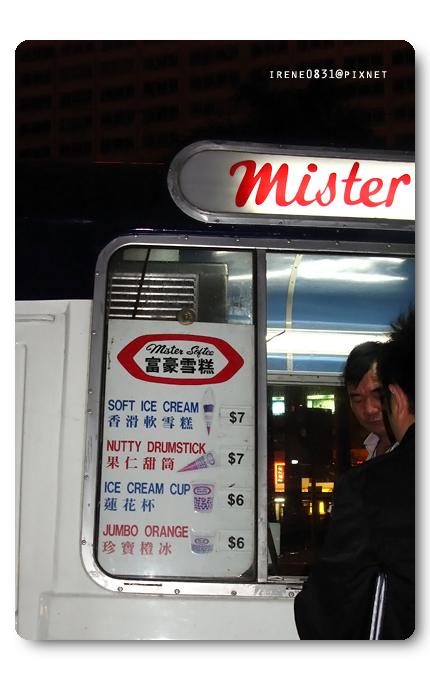 IRENE0831@PIXNET
Mister
Mister Softee
富豪雪糕
SOFT ICE CREAM
香滑軟雪糕
$7
NUTTY DRUMSTICK
果仁甜筒
$7
ICE CREAM CUP
蓮花杯
$6
JUMBO ORANGE
珍寶橙冰
$6